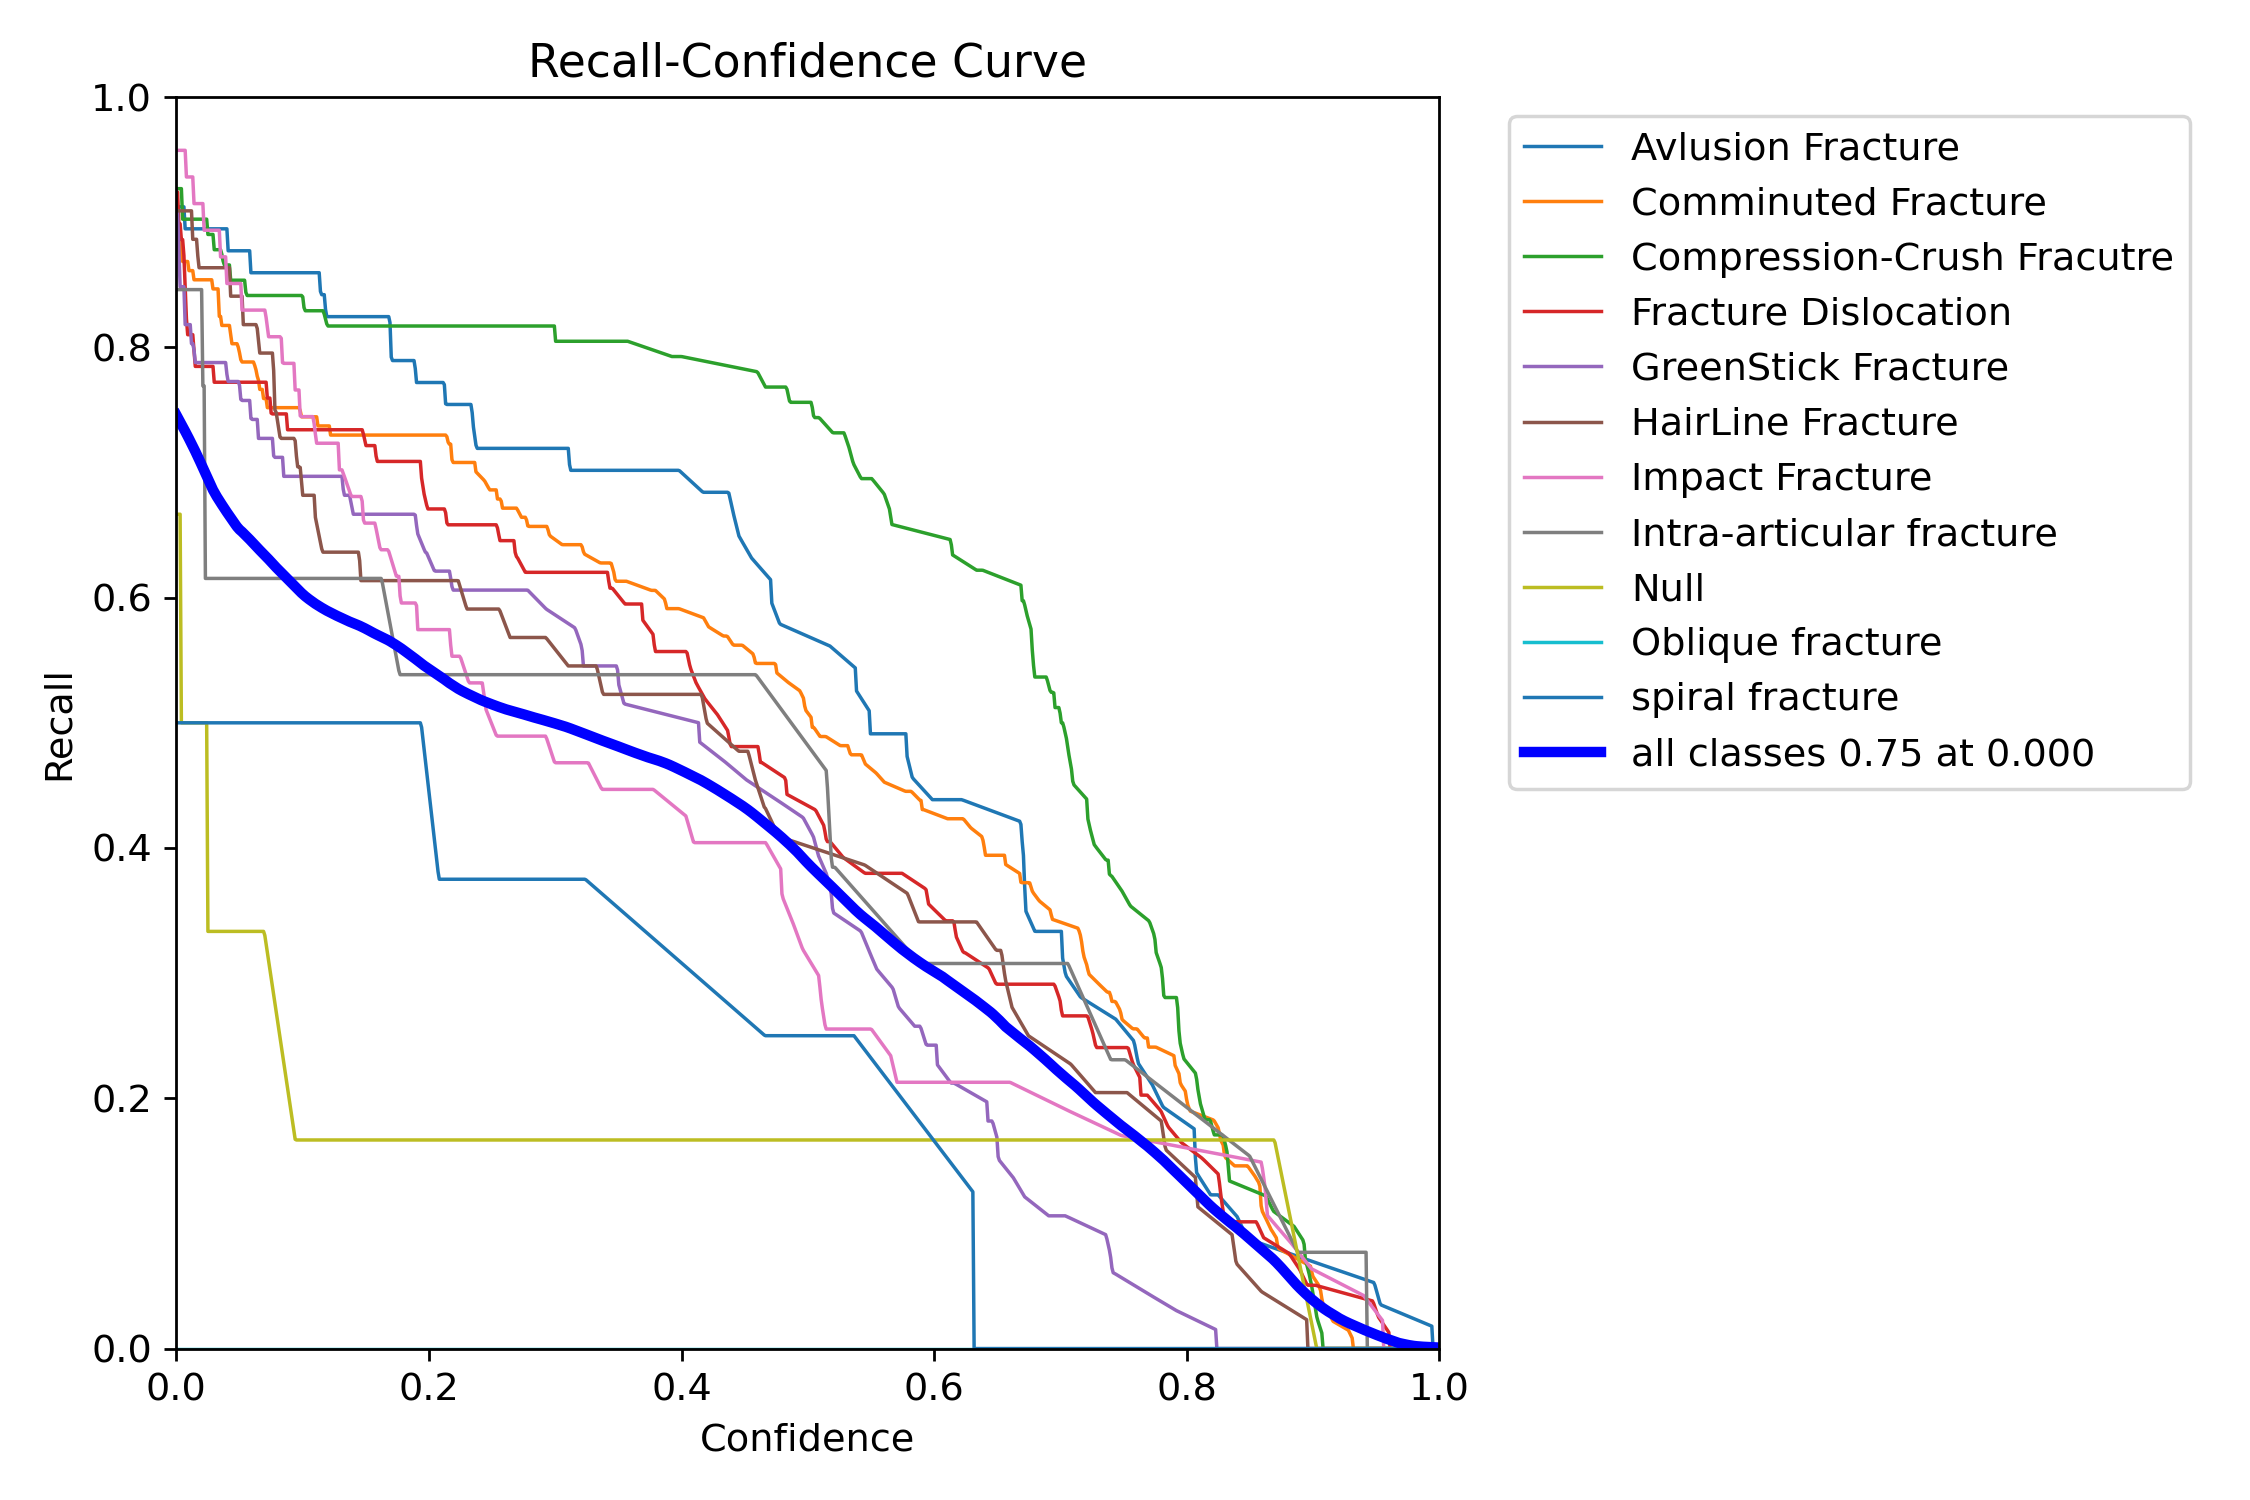 Recall-Confidence Curve
1.0
0.8
0.6
0.4
0.2
0.0
Recall
0.0 0.2 0.4 0.6 0.8 1.0
Confidence
Avlusion Fracture
Comminuted Fracture
Compression-Crush Fracutre
Fracture Dislocation
GreenStick Fracture
HairLine Fracture
Impact Fracture
Intra-articular fracture
Null
Oblique fracture
spiral fracture
all classes 0.75 at 0.000